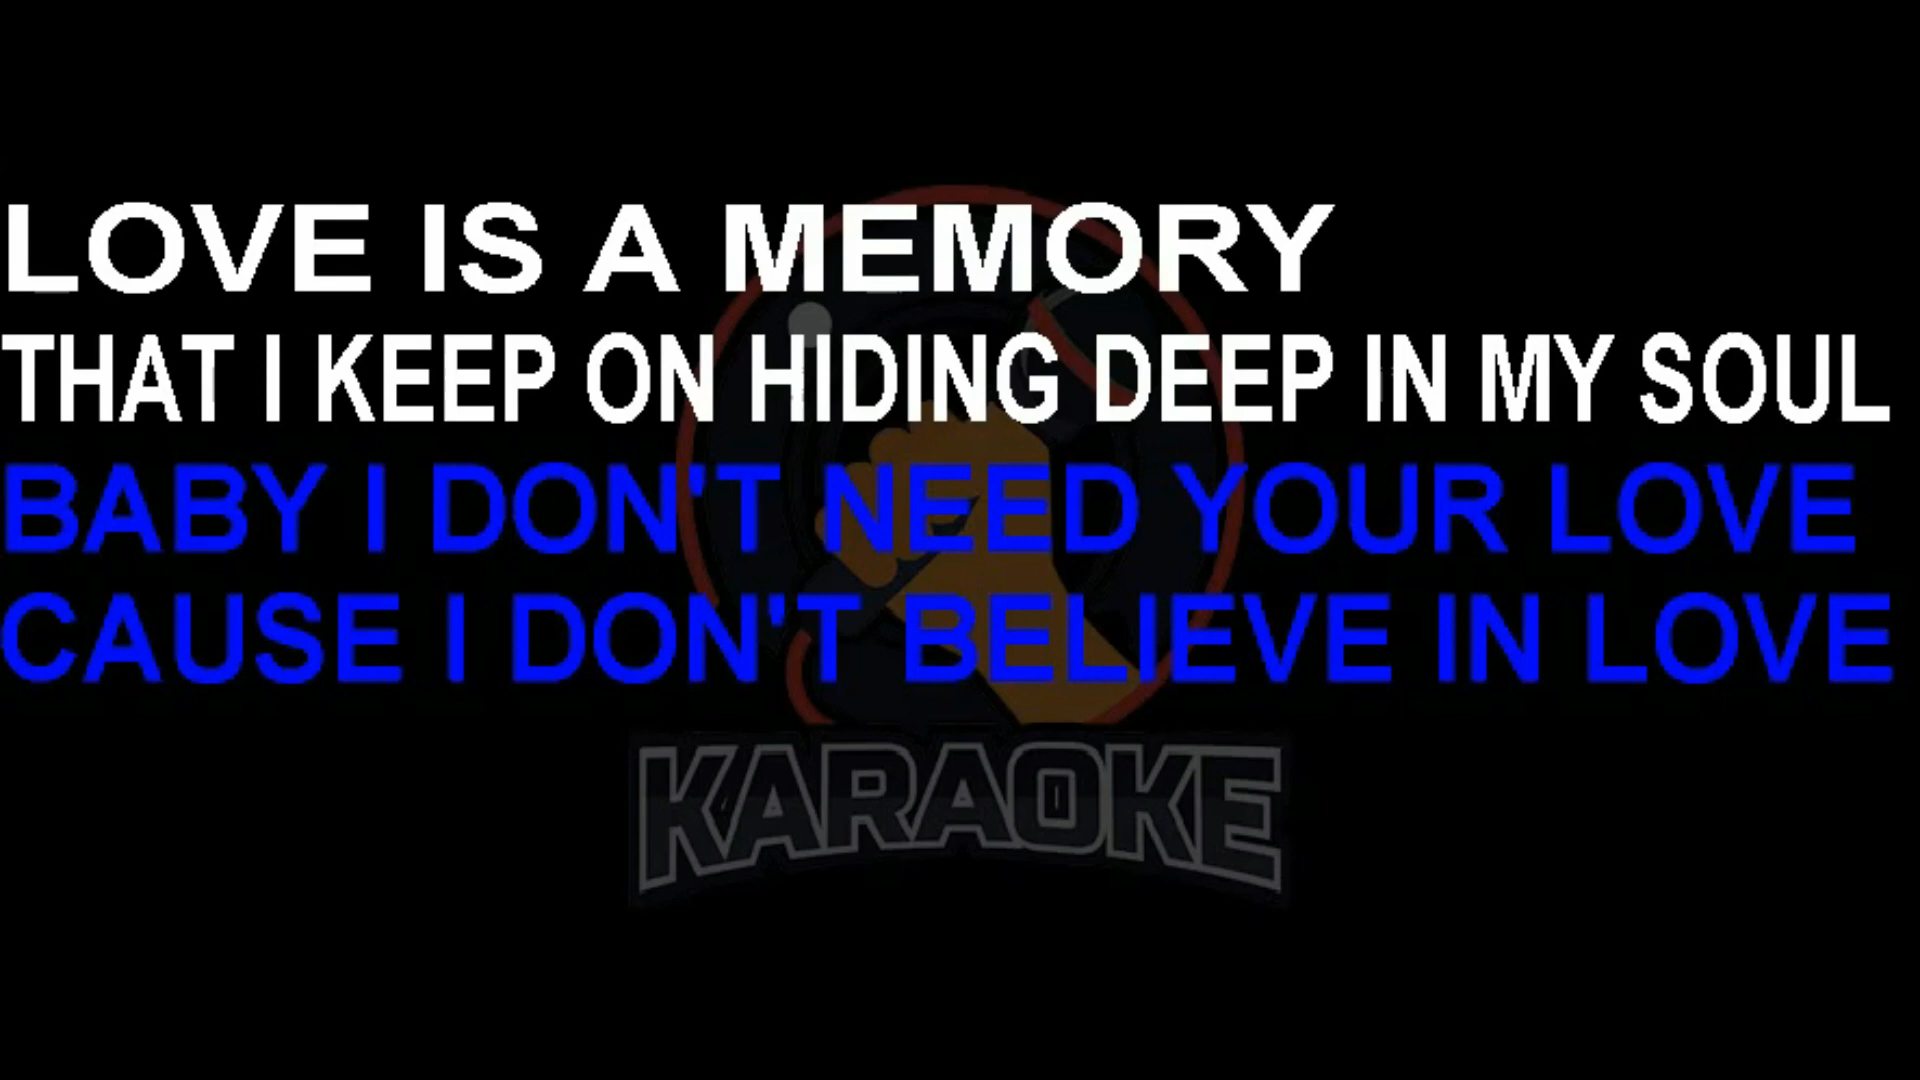 LOVE IS A MEMORY
THAT I KEEP ON HIDING DEEP IN MY SOUL
BABY I DON'T NEED YOUR LOVE
CAUSE I DON'T BELIEVE IN LOVE
KARAOKE